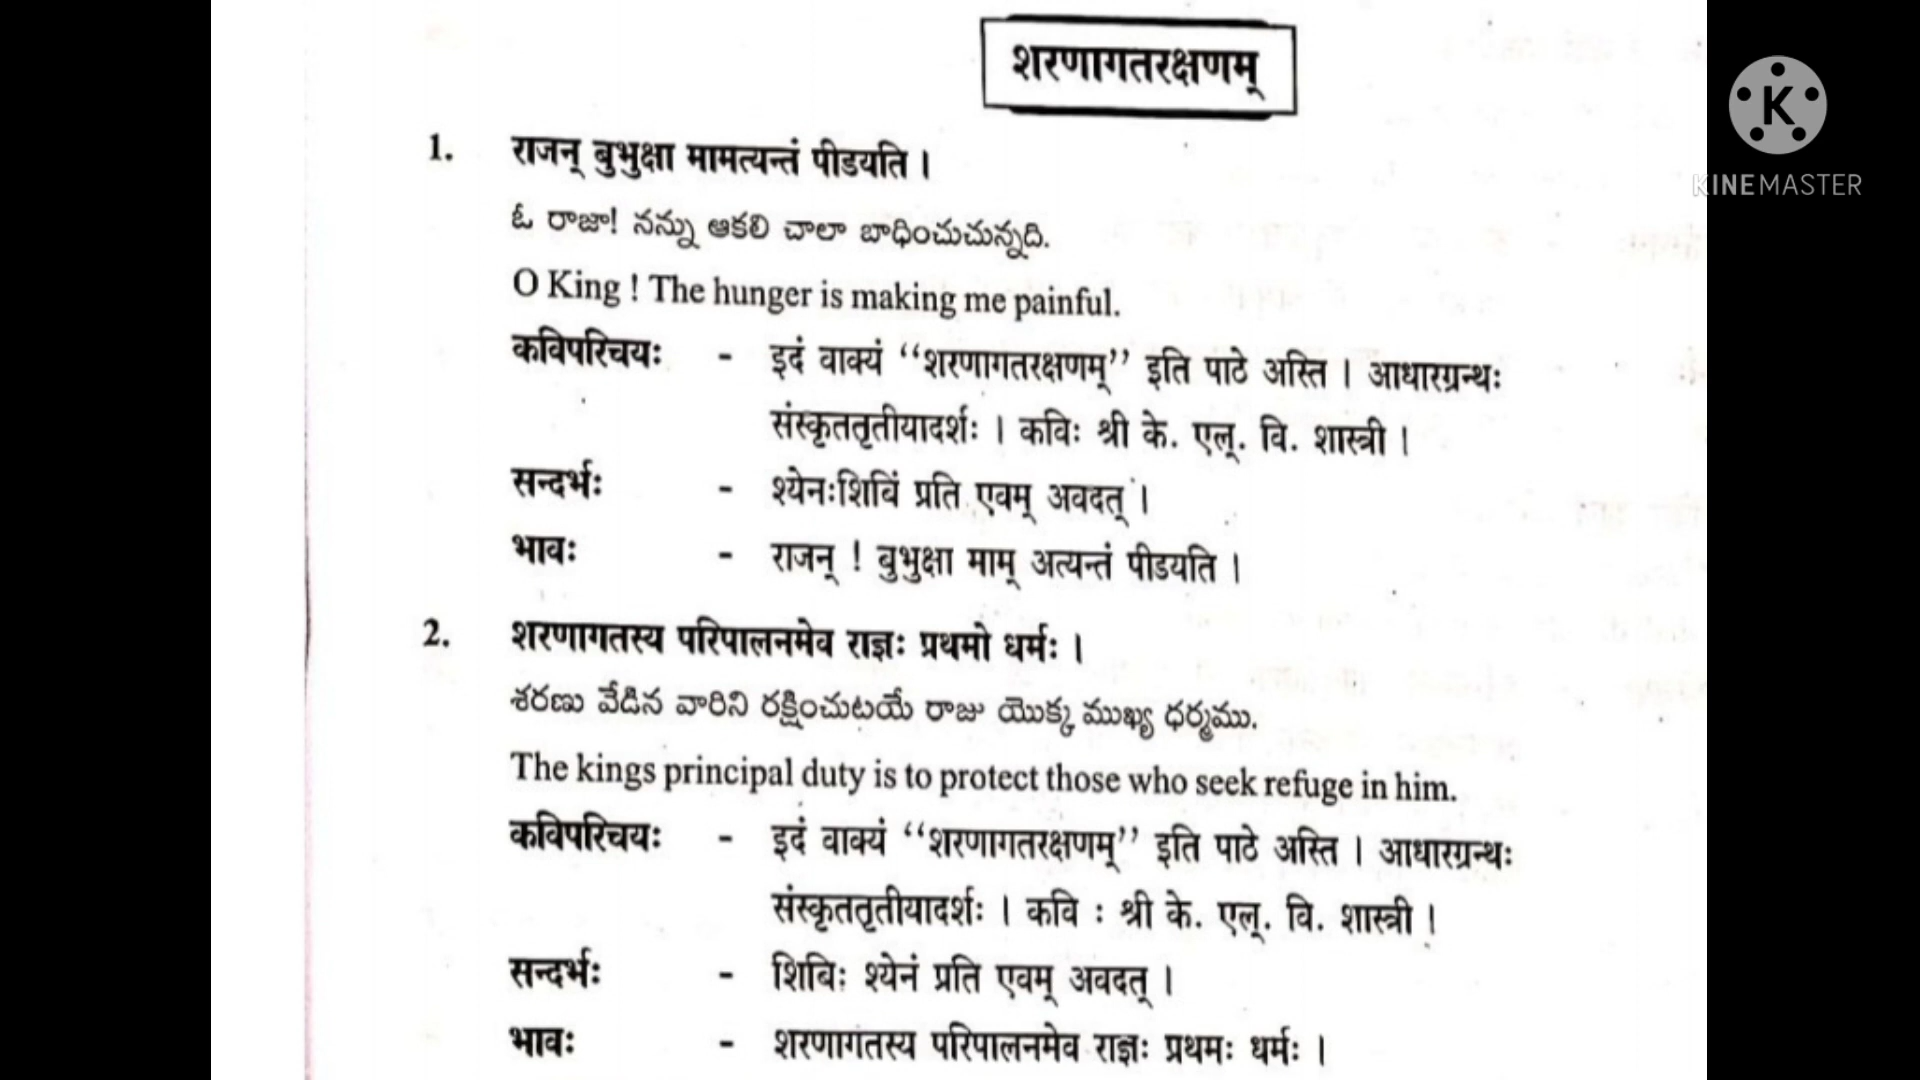 शरणागतरक्षणम्
K
KINEMASTER
1. राजन् बुभुक्षा मामत्यन्तं पीडयति ।
ఓ రాజా! నన్ను ఆకలి చాలా బాధించుచున్నది.
O King ! The hunger is making me painful.
कविपरिचयः - इदं वाक्यं “शरणागतरक्षणम्” इति पाठे अस्ति । आधारग्रन्थः
संस्कृततृतीयादर्शः । कविः श्री के. एल्. वि. शास्त्री ।
सन्दर्भः - श्येनःशिविं प्रति एवम् अवदत् ।
भावः - राजन् ! बुभुक्षा माम् अत्यन्तं पीडयति ।
2. शरणागतस्य परिपालनमेव राज्ञः प्रथमो धर्मः ।
శరణు వేడిన వారిని రక్షించుటయే రాజు యొక్క ముఖ్య ధర్మము.
The kings principal duty is to protect those who seek refuge in him.
कविपरिचयः - इदं वाक्यं “शरणागतरक्षणम्” इति पाठे अस्ति । आधारग्रन्थः
संस्कृततृतीयादर्शः । कवि : श्री के. एल्. वि. शास्त्री ।
सन्दर्भः - शिविः श्येनं प्रति एवम् अवदत् ।
भावः - शरणागतस्य परिपालनमेव राज्ञः प्रथमः धर्मः ।